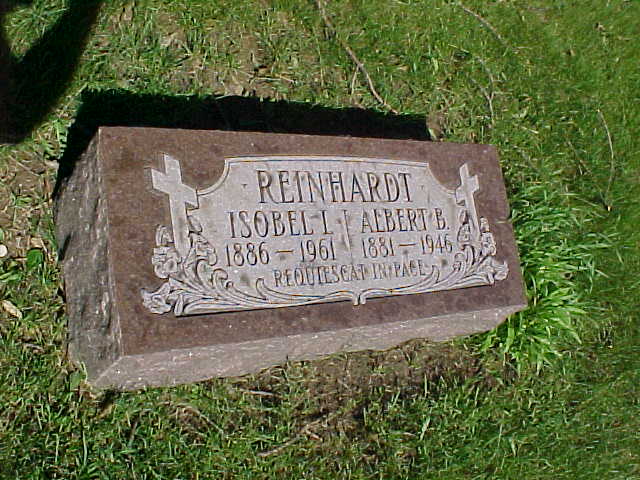 REINHARDT
ISOBEL I. ALBERT B.
1886 — 1961 1881 — 1946
REQUIESCAT IN PACE